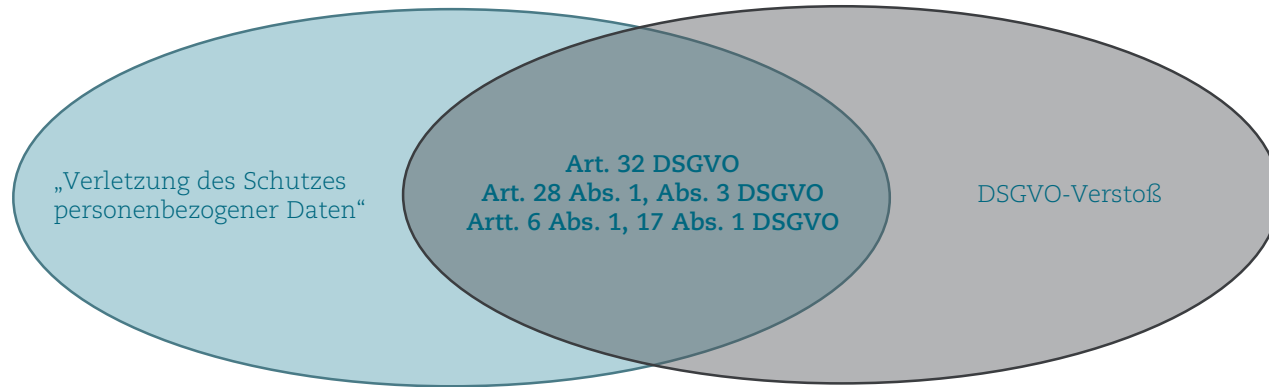 „Verletzung des Schutzes
personenbezogener Daten“
Art. 32 DSGVO
Art. 28 Abs. 1, Abs. 3 DSGVO
Artt. 6 Abs. 1, 17 Abs. 1 DSGVO
DSGVO-Verstoß